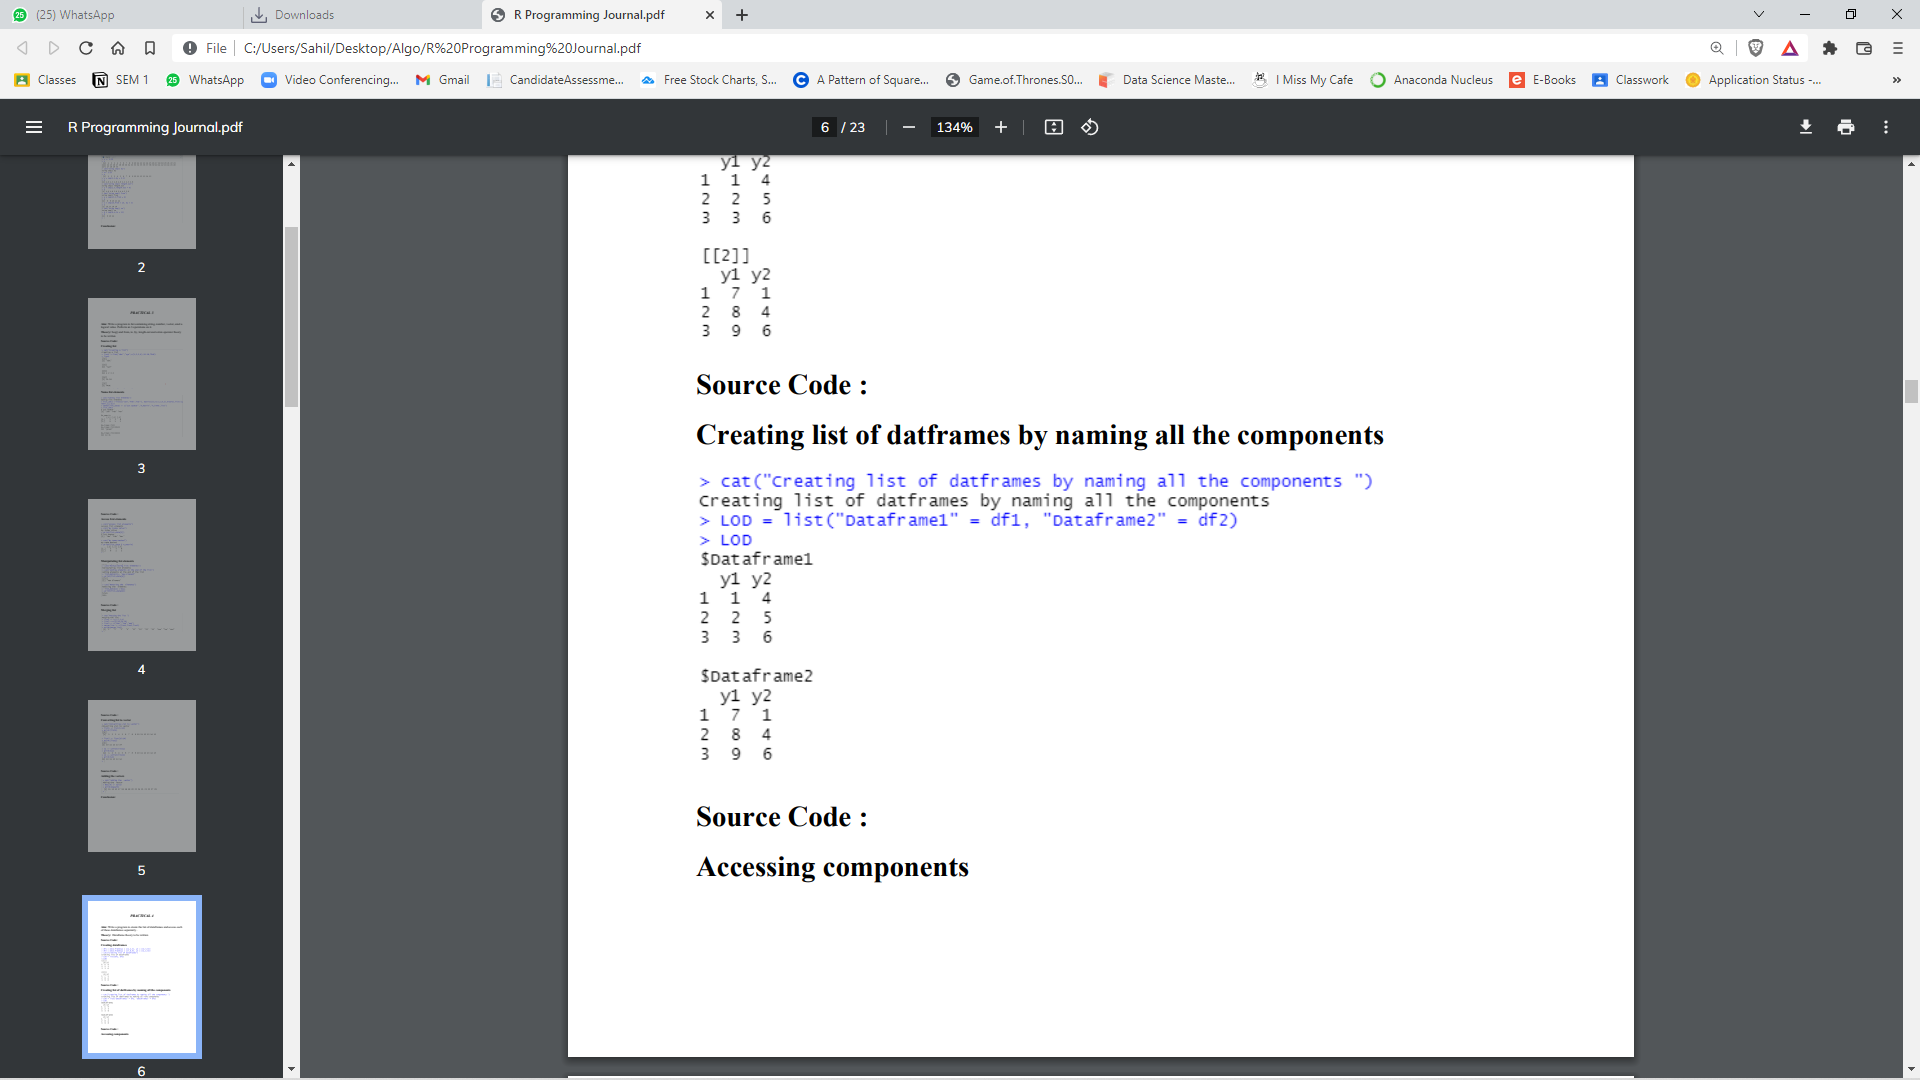 (25) WhatsApp
Downloads
R Programming Journal.pdf
File
C:/Users/Sahil/Desktop/Algo/R%20Programming%20Journal.pdf
Classes
SEM 1
WhatsApp
Video Conferencing...
Gmail
CandidateAssessme...
Free Stock Charts, S...
A Pattern of Square...
Game.of.Thrones.S0...
Data Science Maste...
I Miss My Cafe
Anaconda Nucleus
E-Books
Classwork
Application Status -...
»
R Programming Journal.pdf
6 / 23
134%
2
3
4
5
6
y1 y2
1 1 4
2 2 5
3 3 6
[[2]]
y1 y2
1 7 1
2 8 4
3 9 6
Source Code :
Creating list of datframes by naming all the components
> cat("Creating list of datframes by naming all the components ")
Creating list of datframes by naming all the components
> LOD = list("Dataframe1" = df1, "Dataframe2" = df2)
> LOD
$Dataframe1
y1 y2
1 1 4
2 2 5
3 3 6
$Dataframe2
y1 y2
1 7 1
2 8 4
3 9 6
Source Code :
Accessing components